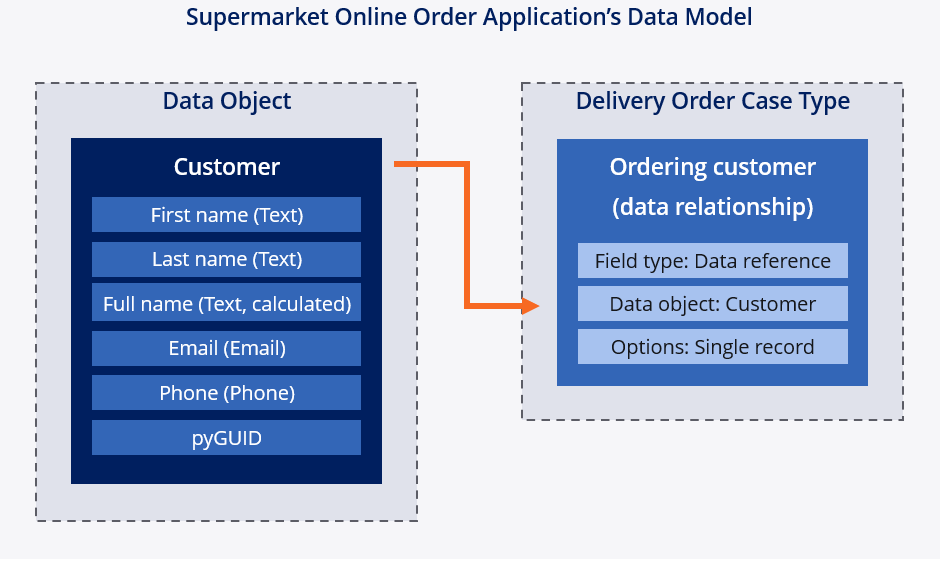 Supermarket Online Order Application’s Data Model
Data Object
Customer
First name (Text)
Last name (Text)
Full name (Text, calculated)
Email (Email)
Phone (Phone)
pyGUID
Delivery Order Case Type
Ordering customer
(data relationship)
Field type: Data reference
Data object: Customer
Options: Single record